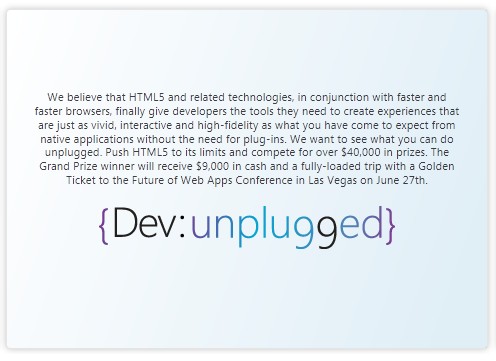 We believe that HTML5 and related technologies, in conjunction with faster and
faster browsers, finally give developers the tools they need to create experiences that
are just as vivid, interactive and high-fidelity as what you have come to expect from
native applications without the need for plug-ins. We want to see what you can do
unplugged. Push HTML5 to its limits and compete for over $40,000 in prizes. The
Grand Prize winner will receive $9,000 in cash and a fully-loaded trip with a Golden
Ticket to the Future of Web Apps Conference in Las Vegas on June 27th.
{Dev:unplugged}